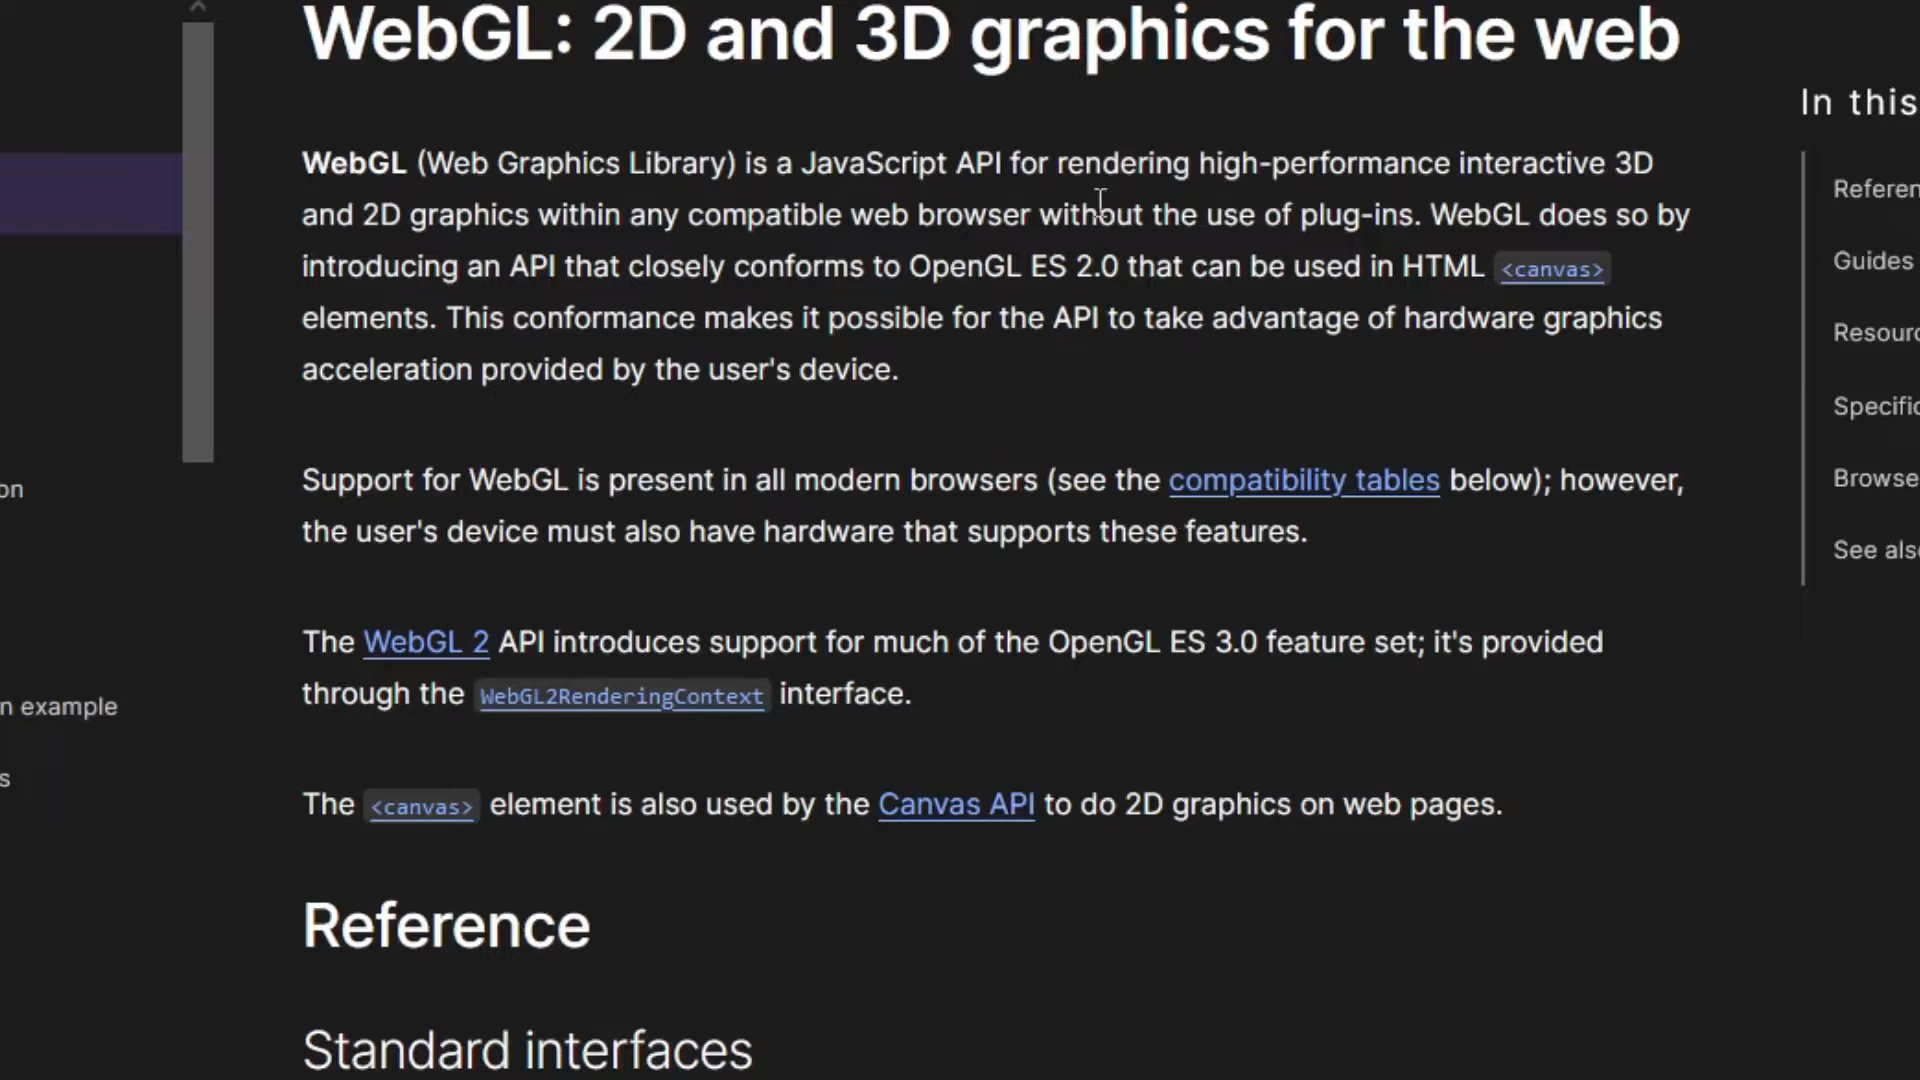 WebGL: 2D and 3D graphics for the web
In this
WebGL (Web Graphics Library) is a JavaScript API for rendering high-performance interactive 3D
and 2D graphics within any compatible web browser without the use of plug-ins. WebGL does so by
introducing an API that closely conforms to OpenGL ES 2.0 that can be used in HTML <canvas>
elements. This conformance makes it possible for the API to take advantage of hardware graphics
acceleration provided by the user's device.
Support for WebGL is present in all modern browsers (see the compatibility tables below); however,
the user's device must also have hardware that supports these features.
The WebGL 2 API introduces support for much of the OpenGL ES 3.0 feature set; it's provided
through the WebGL2RenderingContext interface.
The <canvas> element is also used by the Canvas API to do 2D graphics on web pages.
Reference
Standard interfaces
Referen
Guides
Resourc
Specific
Browse
See also
on
n example
s